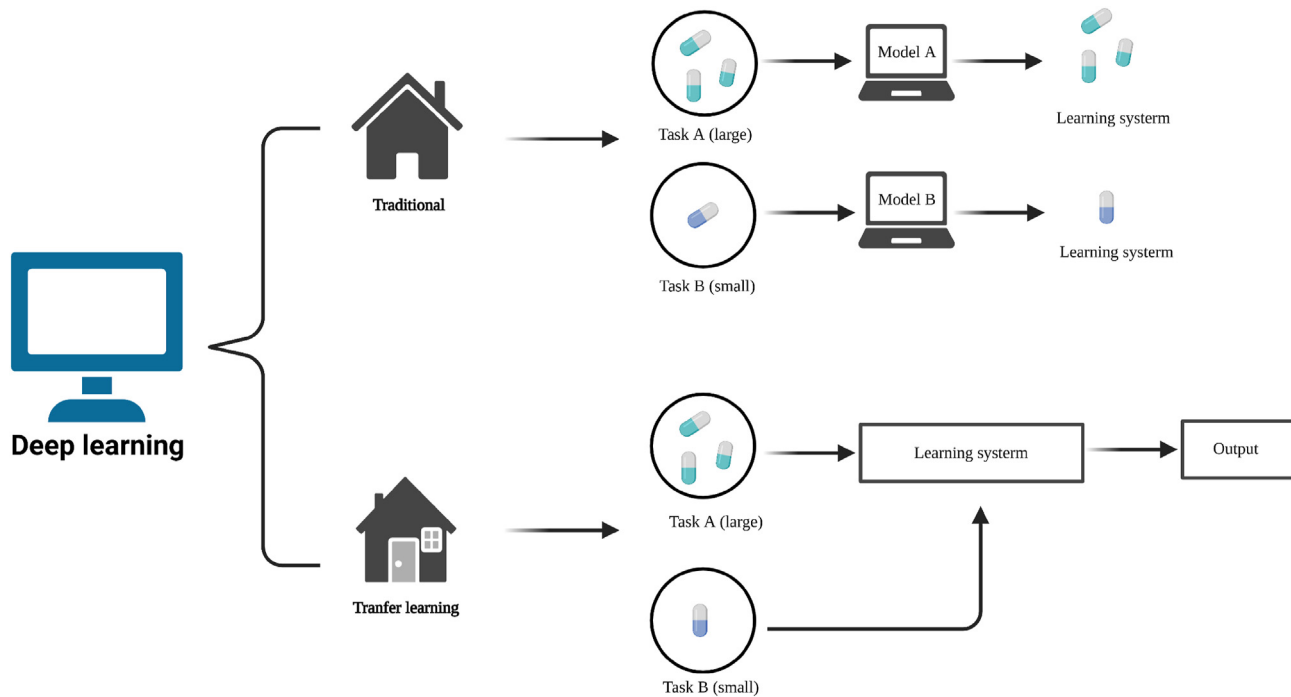 Model A
Task A (large)
Learning systerm
Traditional
Model B
Learning systerm
Task B (small)
Deep learning
Learning systerm
Output
Task A (large)
Tranfer learning
Task B (small)